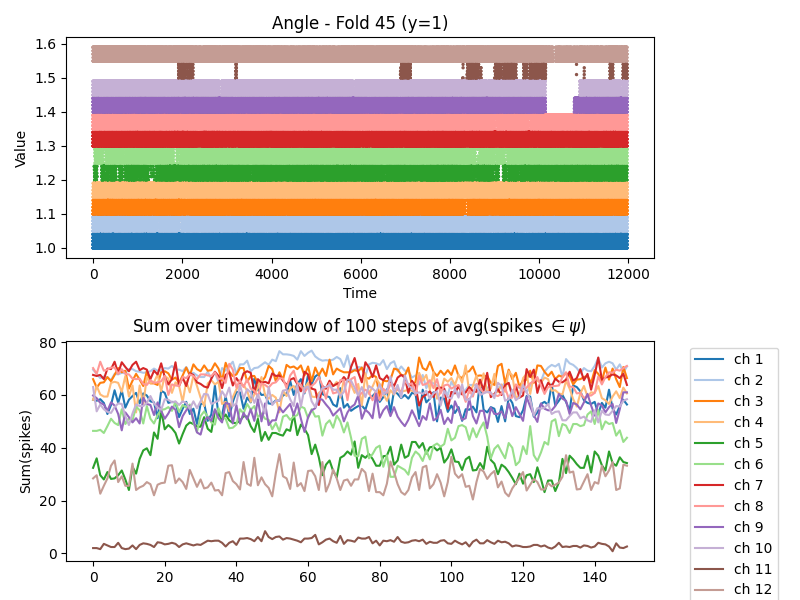 Angle - Fold 45 (y=1)
Value
1.6
1.5
1.4
1.3
1.2
1.1
1.0
0 2000 4000 6000 8000 10000 12000
Time
Sum over timewindow of 100 steps of avg(spikes ∈ ψ)
Sum(spikes)
80
60
40
20
0
0 20 40 60 80 100 120 140
ch 1
ch 2
ch 3
ch 4
ch 5
ch 6
ch 7
ch 8
ch 9
ch 10
ch 11
ch 12